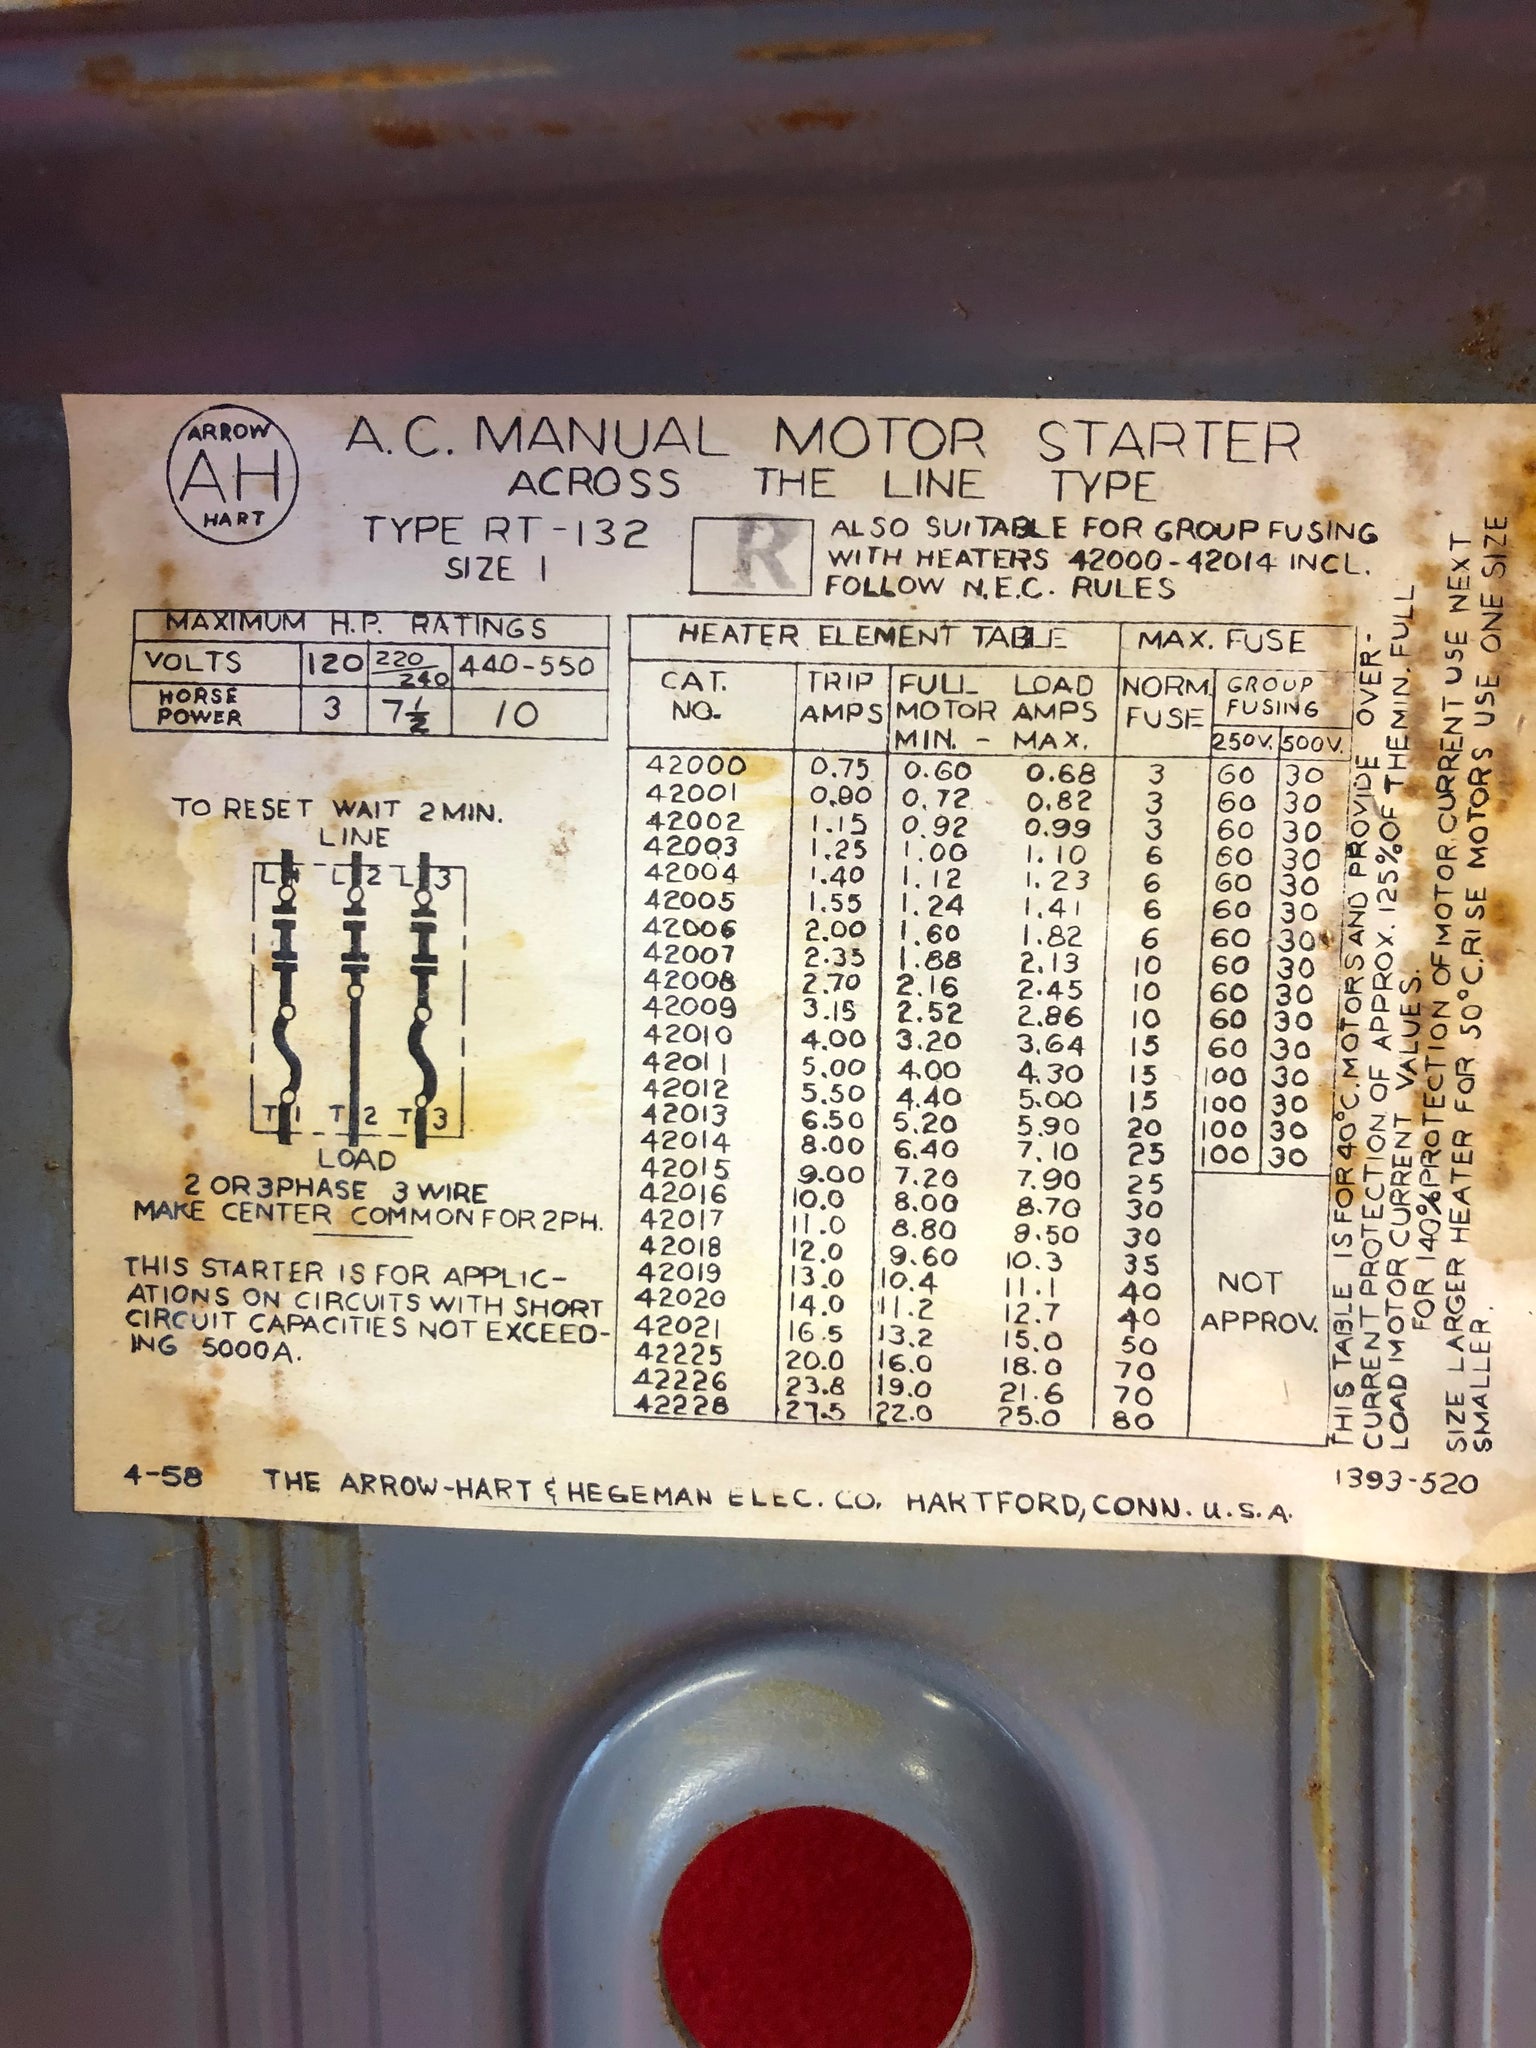 ARROW
AH
HART
A.C. MANUAL MOTOR STARTER
ACROSS THE LINE TYPE
TYPE RT-132
SIZE 1
R
ALSO SUITABLE FOR GROUP FUSING
WITH HEATERS 42000-42014 INCL.
FOLLOW N.E.C. RULES
MAXIMUM H.P. RATINGS
VOLTS 120 220/240 440-550
HORSE POWER 3 7½ 10
TO RESET WAIT 2 MIN.
LINE
L1 L2 L3
T1 T2 T3
LOAD
2 OR 3 PHASE 3 WIRE
MAKE CENTER COMMON FOR 2 PH.
THIS STARTER IS FOR APPLIC-
ATIONS ON CIRCUITS WITH SHORT
CIRCUIT CAPACITIES NOT EXCEED-
ING 5000A.
HEATER ELEMENT TABLE MAX. FUSE
CAT. NO. TRIP AMPS FULL LOAD MOTOR AMPS MIN. - MAX. NORM. FUSE GROUP FUSING 250V. 500V.
42000 0.75 0.60 0.68 3 60 30
42001 0.90 0.72 0.82 3 60 30
42002 1.15 0.92 0.99 3 60 30
42003 1.25 1.00 1.10 6 60 30
42004 1.40 1.12 1.23 6 60 30
42005 1.55 1.24 1.41 6 60 30
42006 2.00 1.60 1.82 6 60 30
42007 2.35 1.88 2.13 10 60 30
42008 2.70 2.16 2.45 10 60 30
42009 3.15 2.52 2.86 10 60 30
42010 4.00 3.20 3.64 15 60 30
42011 5.00 4.00 4.30 15 100 30
42012 5.50 4.40 5.00 15 100 30
42013 6.50 5.20 5.90 20 100 30
42014 8.00 6.40 7.10 25 100 30
42015 9.00 7.20 7.90 25
42016 10.0 8.00 8.70 30
42017 11.0 8.80 9.50 30
42018 12.0 9.60 10.3 35
42019 13.0 10.4 11.1 40
42020 14.0 11.2 12.7 40
42021 16.5 13.2 15.0 50
42225 20.0 16.0 18.0 70
42226 23.8 19.0 21.6 70
42228 27.5 22.0 25.0 80
NOT
APPROV.
THIS TABLE IS FOR 40°C. MOTORS AND PROVIDE OVER-
CURRENT PROTECTION OF APPROX. 125% OF THE MIN. FULL
LOAD MOTOR CURRENT VALUES.
FOR 140% PROTECTION OF MOTOR CURRENT USE NEXT
SIZE LARGER HEATER FOR 50°C. RISE MOTORS USE ONE SIZE
SMALLER.
4-58 THE ARROW-HART & HEGEMAN ELEC. CO. HARTFORD, CONN. U.S.A.
1393-520